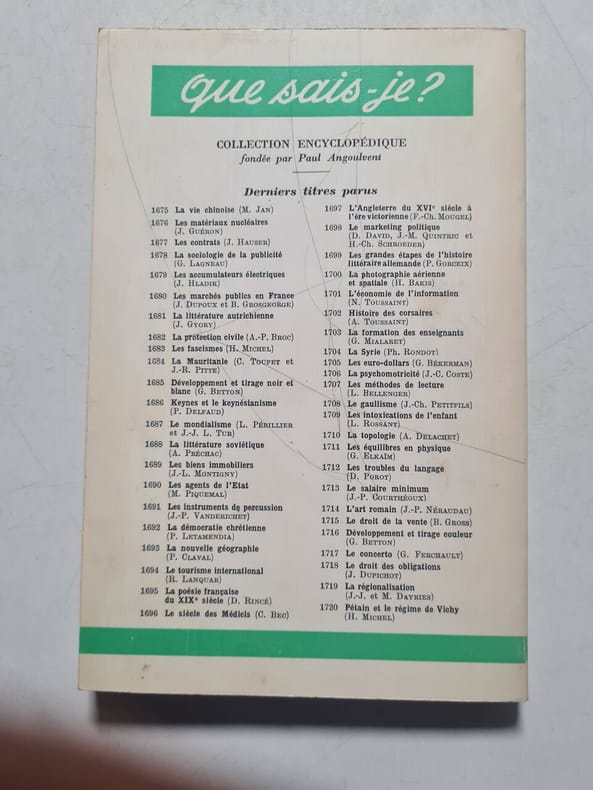 que sais-je?
COLLECTION ENCYCLOPÉDIQUE
fondée par Paul Angoulvent
Derniers titres parus
1675 La vie chinoise (M. JAN)
1676 Les matériaux nucléaires
(J. GUÉRON)
1677 Les contrats (J. HAUSER)
1678 La sociologie de la publicité
(G. LAGNEAU)
1679 Les accumulateurs électriques
(J. HLADIK)
1680 Les marchés publics en France
(J. DUPOUX et B. GROSGEORGE)
1681 La littérature autrichienne
(J. GYORY)
1682 La protection civile (A.-P. BROC)
1683 Les fascismes (H. MICHEL)
1684 La Mauritanie (C. TOUPET et
J.-R. PITTE)
1685 Développement et tirage noir et
blanc (G. BETTON)
1686 Keynes et le keynésianisme
(P. DELFAUD)
1687 Le mondialisme (L. PÉRILLIER
et J.-J. L. TUR)
1688 La littérature soviétique
(A. PRÉCHAC)
1689 Les biens immobiliers
(J.-L. MONTIGNY)
1690 Les agents de l'Etat
(M. PIQUEMAL)
1691 Les instruments de percussion
(J.-P. VANDERICHET)
1692 La démocratie chrétienne
(P. LETAMENDIA)
1693 La nouvelle géographie
(P. CLAVAL)
1694 Le tourisme international
(R. LANQUAR)
1695 La poésie française
du XIXe siècle (D. RINCÉ)
1696 Le siècle des Médicis (C. BEC)
1697 L'Angleterre du XVIe siècle à
l'ère victorienne (F.-Ch. MOUGEL)
1698 Le marketing politique
(D. DAVID, J.-M. QUINTRIC et
H.-Ch. SCHROEDER)
1699 Les grandes étapes de l'histoire
littéraire allemande (P. GORCEIX)
1700 La photographie aérienne
et spatiale (H. BAKIS)
1701 L'économie de l'information
(N. TOUSSAINT)
1702 Histoire des corsaires
(A. TOUSSAINT)
1703 La formation des enseignants
(G. MIALARET)
1704 La Syrie (Ph. RONDOT)
1705 Les euro-dollars (G. BÉKERMAN)
1706 La psychomotricité (J.-C. COSTE)
1707 Les méthodes de lecture
(L. BELLENGER)
1708 Le gaullisme (J.-Ch. PETITFILS)
1709 Les intoxications de l'enfant
(L. ROSSANT)
1710 La topologie (A. DELACHET)
1711 Les équilibres en physique
(G. ELKAÏM)
1712 Les troubles du langage
(D. POROT)
1713 Le salaire minimum
(J.-P. COURTHÉOUX)
1714 L'art romain (J.-P. NÉRAUDAU)
1715 Le droit de la vente (B. GROSS)
1716 Développement et tirage couleur
(G. BETTON)
1717 Le concerto (G. FERCHAULT)
1718 Le droit des obligations
(J. DUPICHOT)
1719 La régionalisation
(J.-J. et M. DAYRIES)
1720 Pétain et le régime de Vichy
(H. MICHEL)